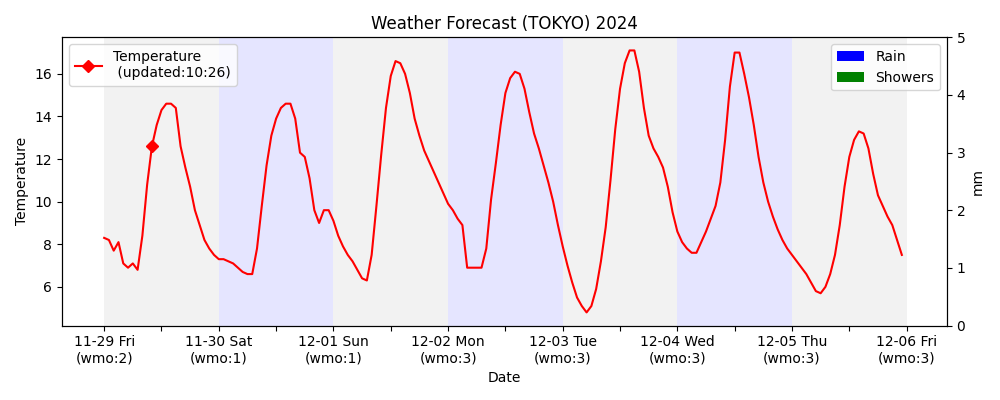 Weather Forecast (TOKYO) 2024
Temperature
(updated:10:26)
Rain
Showers
Temperature
16
14
12
10
8
6
5
4
3
2
1
0
mm
11-29 Fri
(wmo:2)
11-30 Sat
(wmo:1)
12-01 Sun
(wmo:1)
12-02 Mon
(wmo:3)
12-03 Tue
(wmo:3)
12-04 Wed
(wmo:3)
12-05 Thu
(wmo:3)
12-06 Fri
(wmo:3)
Date